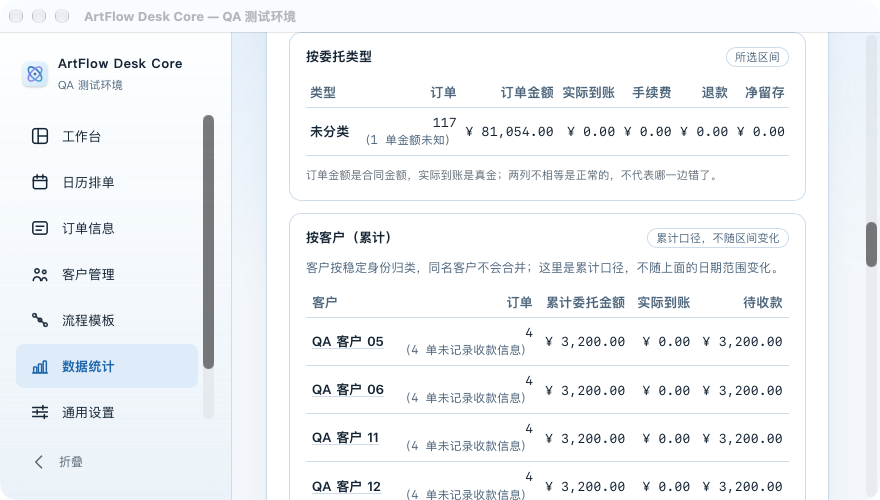 ArtFlow Desk Core — QA 测试环境
ArtFlow Desk Core
QA 测试环境
工作台
日历排单
订单信息
客户管理
流程模板
数据统计
通用设置
折叠
按委托类型 所选区间
类型 订单 订单金额 实际到账 手续费 退款 净留存
未分类 117 (1 单金额未知) ¥ 81,054.00 ¥ 0.00 ¥ 0.00 ¥ 0.00 ¥ 0.00
订单金额是合同金额，实际到账是真金；两列不相等是正常的，不代表哪一边错了。
按客户（累计） 累计口径，不随区间变化
客户按稳定身份归类，同名客户不会合并；这里是累计口径，不随上面的日期范围变化。
客户 订单 累计委托金额 实际到账 待收款
QA 客户 05 4 (4 单未记录收款信息) ¥ 3,200.00 ¥ 0.00 ¥ 3,200.00
QA 客户 06 4 (4 单未记录收款信息) ¥ 3,200.00 ¥ 0.00 ¥ 3,200.00
QA 客户 11 4 (4 单未记录收款信息) ¥ 3,200.00 ¥ 0.00 ¥ 3,200.00
QA 客户 12 4 (4 单未记录收款信息) ¥ 3,200.00 ¥ 0.00 ¥ 3,200.00